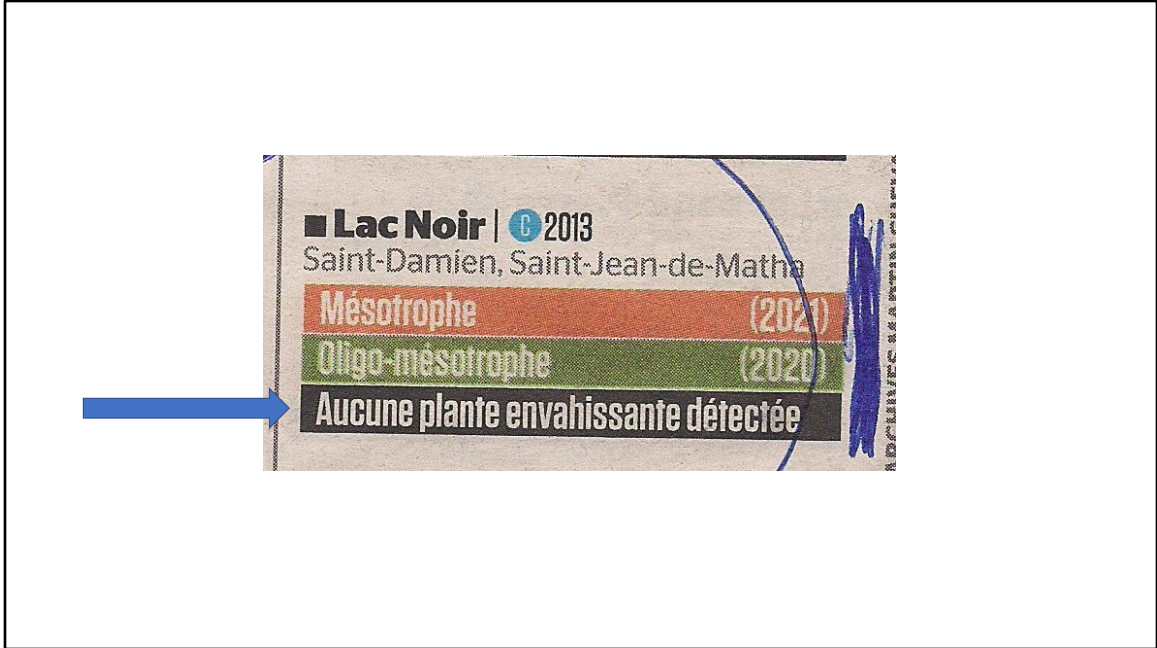 ■ Lac Noir | C 2013
Saint-Damien, Saint-Jean-de-Matha
Mésotrophe (2021)
Oligo-mésotrophe (2020)
Aucune plante envahissante détectée